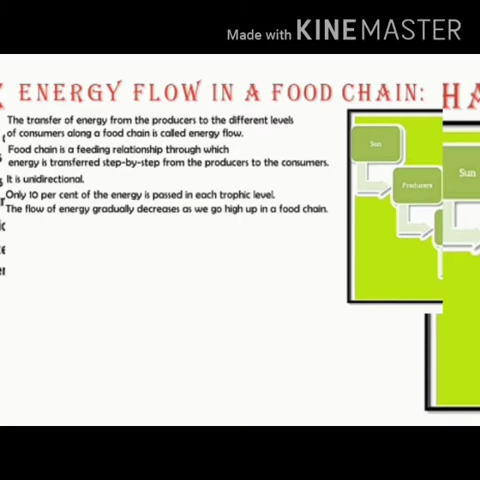 Made with KINEMASTER
ENERGY FLOW IN A FOOD CHAIN:
The transfer of energy from the producers to the different levels
of consumers along a food chain is called energy flow.
Food chain is a feeding relationship through which
energy is transferred step-by-step from the producers to the consumers.
It is unidirectional.
Only 10 per cent of the energy is passed in each trophic level.
The flow of energy gradually decreases as we go high up in a food chain.
Sun
Producers
Sun